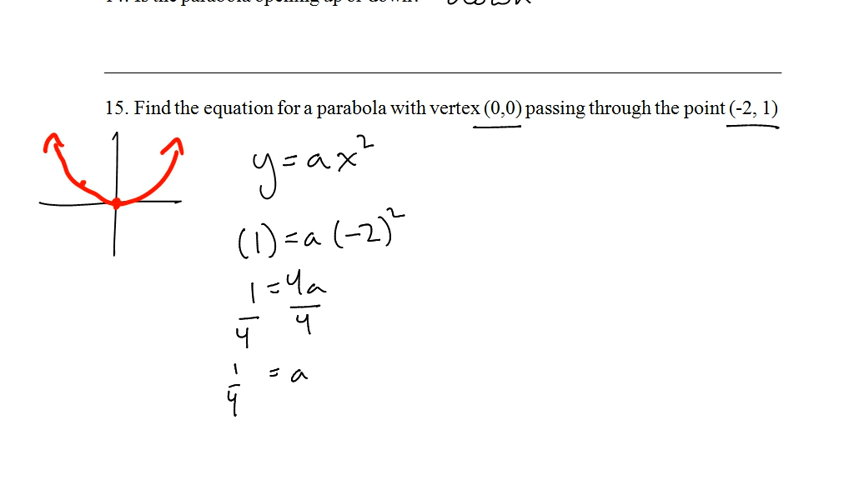 down
15. Find the equation for a parabola with vertex (0,0) passing through the point (-2, 1)
y = ax²
(1) = a(-2)²
1/4 = 4a/4
1/4 = a